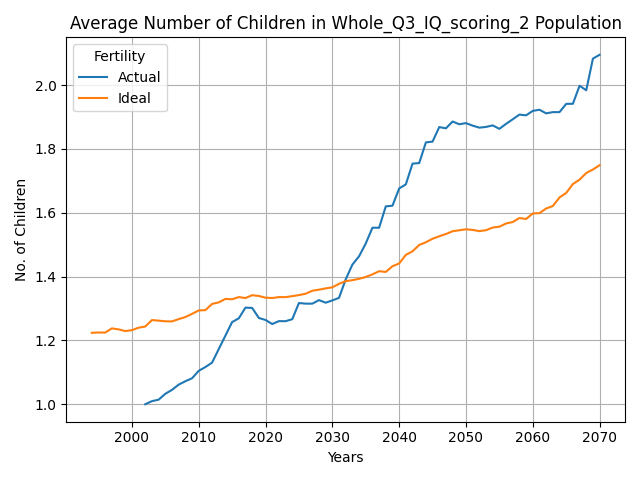 Average Number of Children in Whole_Q3_IQ_scoring_2 Population
Fertility
Actual
Ideal
No. of Children
2.0
1.8
1.6
1.4
1.2
1.0
2000 2010 2020 2030 2040 2050 2060 2070
Years